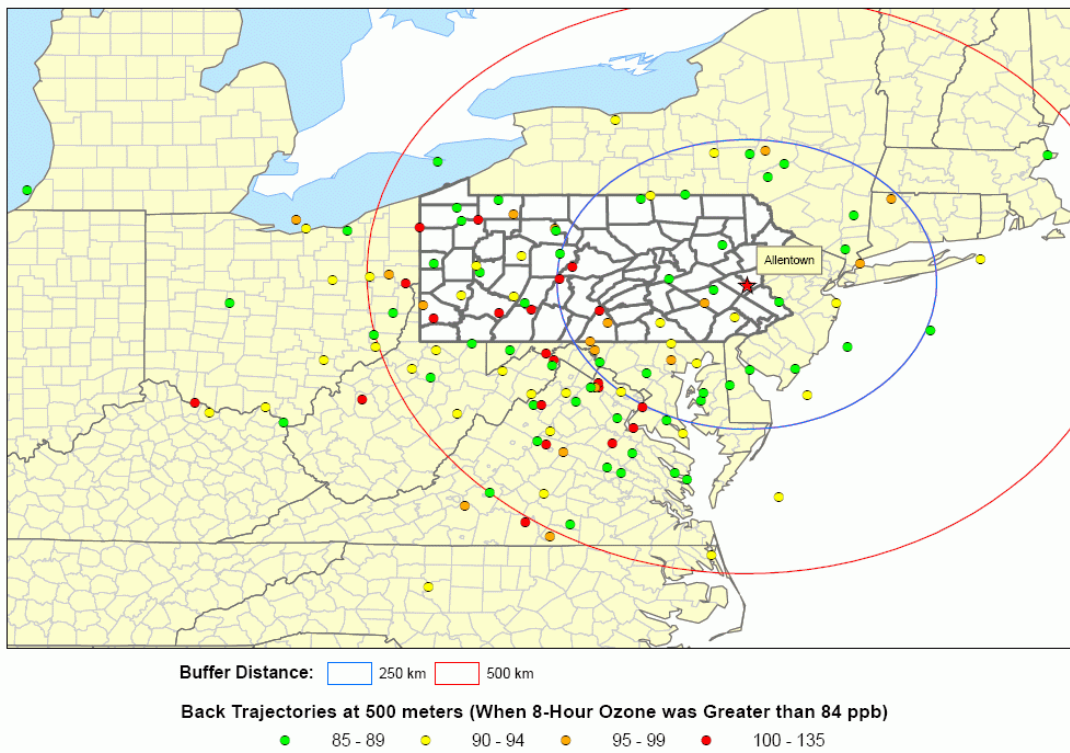 Allentown
Buffer Distance: 250 km 500 km
Back Trajectories at 500 meters (When 8-Hour Ozone was Greater than 84 ppb)
85 - 89 90 - 94 95 - 99 100 - 135